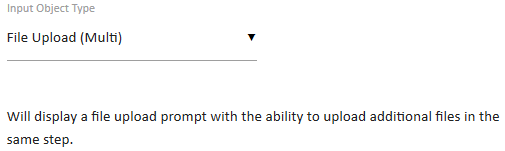 Input Object Type
File Upload (Multi)
Will display a file upload prompt with the ability to upload additional files in the
same step.